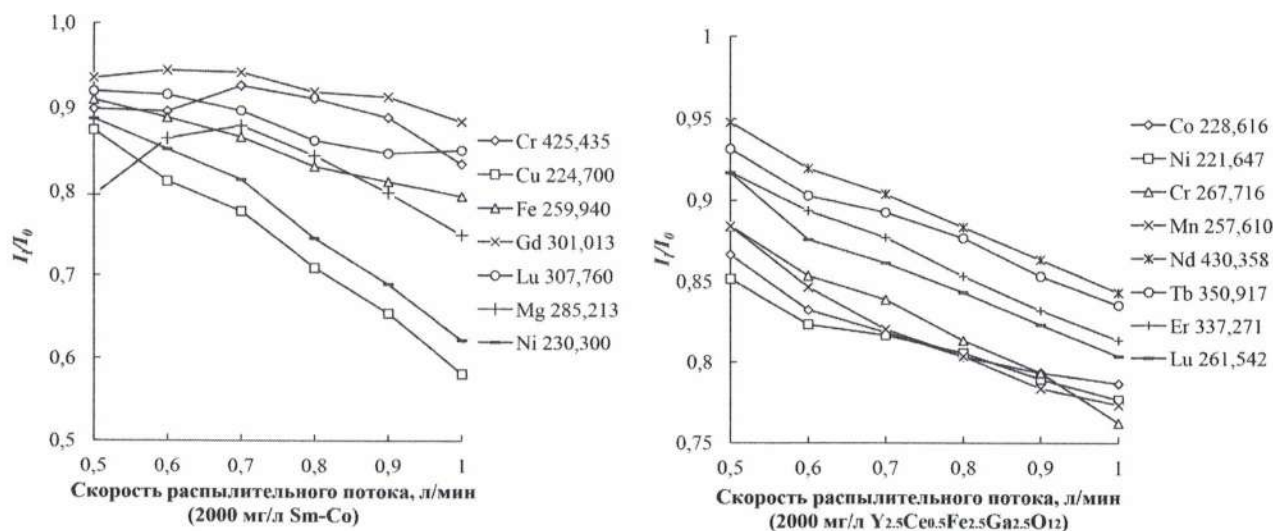 1,0
0,9
0,8
0,7
0,6
0,5
I₁/I₀
0,5 0,6 0,7 0,8 0,9 1
Скорость распылительного потока, л/мин
(2000 мг/л Sm-Co)
Cr 425,435
Cu 224,700
Fe 259,940
Gd 301,013
Lu 307,760
Mg 285,213
Ni 230,300
1
0,95
0,9
0,85
0,8
0,75
I₁/I₀
0,5 0,6 0,7 0,8 0,9 1
Скорость распылительного потока, л/мин
(2000 мг/л Y₂.₅Ce₀.₅Fe₂.₅Ga₂.₅O₁₂)
Co 228,616
Ni 221,647
Cr 267,716
Mn 257,610
Nd 430,358
Tb 350,917
Er 337,271
Lu 261,542